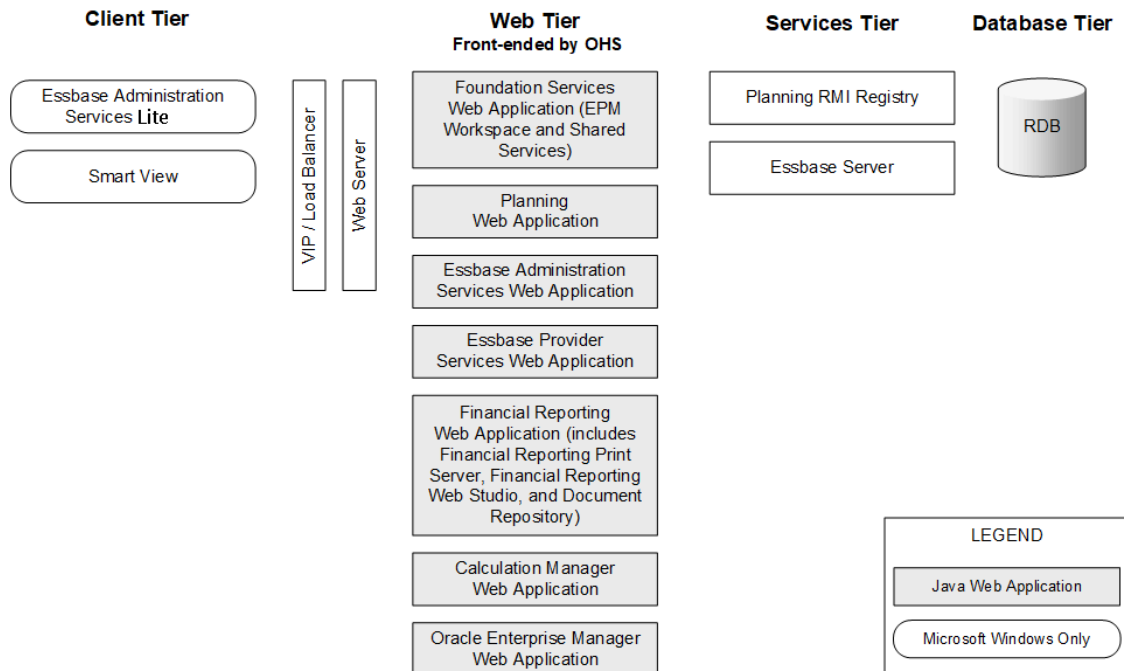 Client Tier
Web Tier
Front-ended by OHS
Services Tier
Database Tier
Essbase Administration
Services Lite
Smart View
VIP / Load Balancer
Web Server
Foundation Services
Web Application (EPM
Workspace and Shared
Services)
Planning
Web Application
Essbase Administration
Services Web Application
Essbase Provider
Services Web Application
Financial Reporting
Web Application (includes
Financial Reporting Print
Server, Financial Reporting
Web Studio, and Document
Repository)
Calculation Manager
Web Application
Oracle Enterprise Manager
Web Application
Planning RMI Registry
Essbase Server
RDB
LEGEND
Java Web Application
Microsoft Windows Only